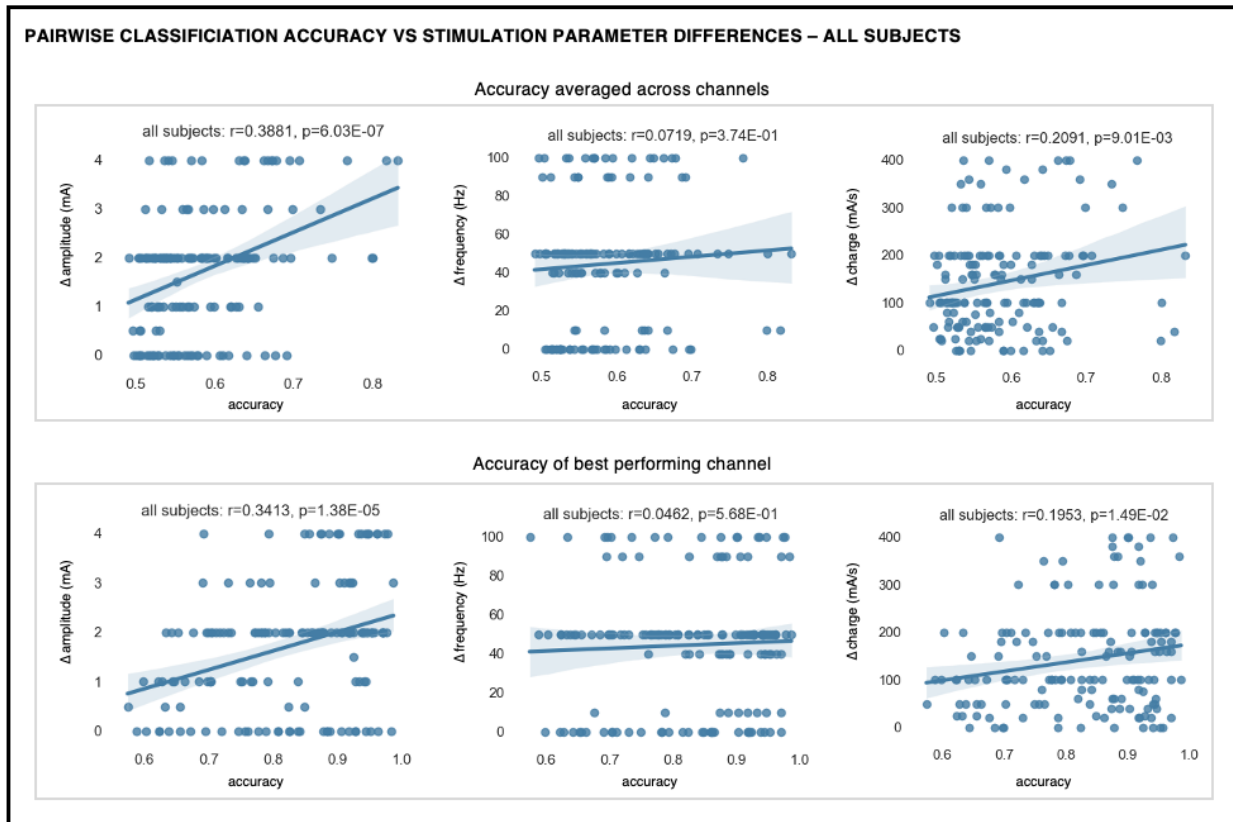 PAIRWISE CLASSIFICIATION ACCURACY VS STIMULATION PARAMETER DIFFERENCES – ALL SUBJECTS
Accuracy averaged across channels
all subjects: r=0.3881, p=6.03E-07
4
3
2
1
0
Δ amplitude (mA)
0.5 0.6 0.7 0.8
accuracy
all subjects: r=0.0719, p=3.74E-01
100
80
60
40
20
0
Δ frequency (Hz)
0.5 0.6 0.7 0.8
accuracy
all subjects: r=0.2091, p=9.01E-03
400
300
200
100
0
Δ charge (mA/s)
0.5 0.6 0.7 0.8
accuracy
Accuracy of best performing channel
all subjects: r=0.3413, p=1.38E-05
4
3
2
1
0
Δ amplitude (mA)
0.6 0.7 0.8 0.9 1.0
accuracy
all subjects: r=0.0462, p=5.68E-01
100
80
60
40
20
0
Δ frequency (Hz)
0.6 0.7 0.8 0.9 1.0
accuracy
all subjects: r=0.1953, p=1.49E-02
400
300
200
100
0
Δ charge (mA/s)
0.6 0.7 0.8 0.9 1.0
accuracy